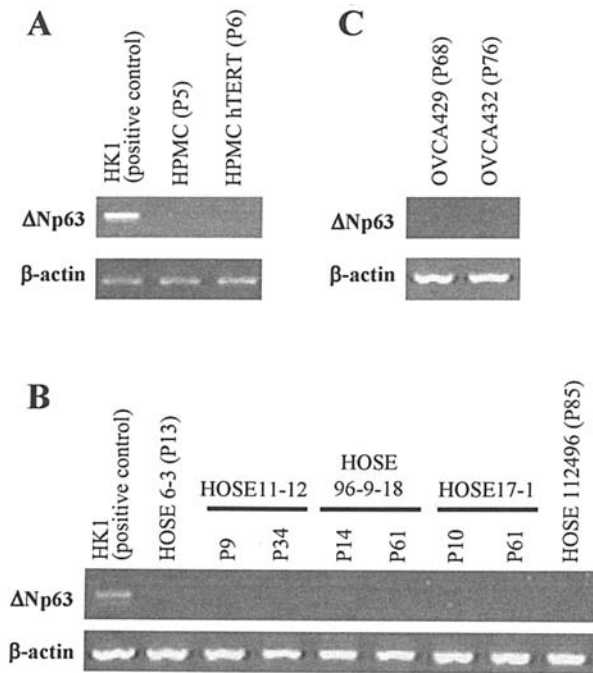 A
HK1
(positive control)
HPMC (P5)
HPMC hTERT (P6)
ΔNp63
β-actin
C
OVCA429 (P68)
OVCA432 (P76)
ΔNp63
β-actin
B
HK1
(positive control)
HOSE 6-3 (P13)
HOSE11-12
P9
P34
HOSE
96-9-18
P14
P61
HOSE17-1
P10
P61
HOSE 112496 (P85)
ΔNp63
β-actin